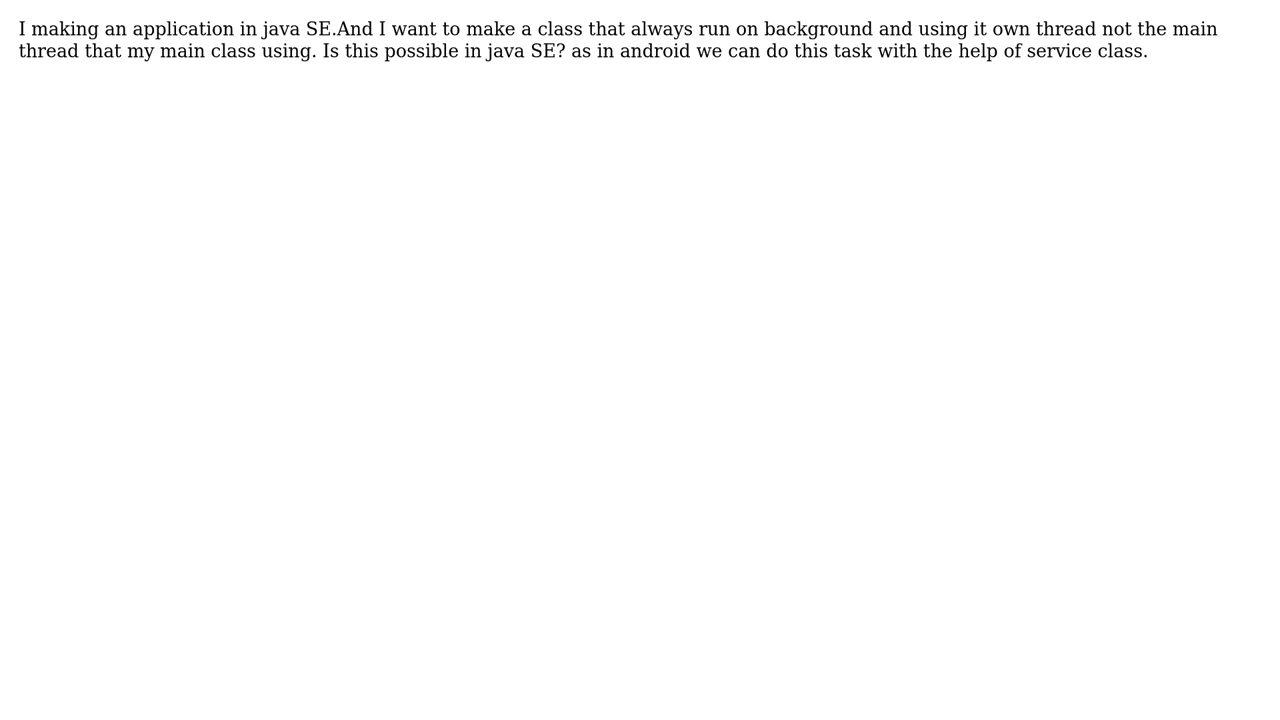 I making an application in java SE.And I want to make a class that always run on background and using it own thread not the main
thread that my main class using. Is this possible in java SE? as in android we can do this task with the help of service class.